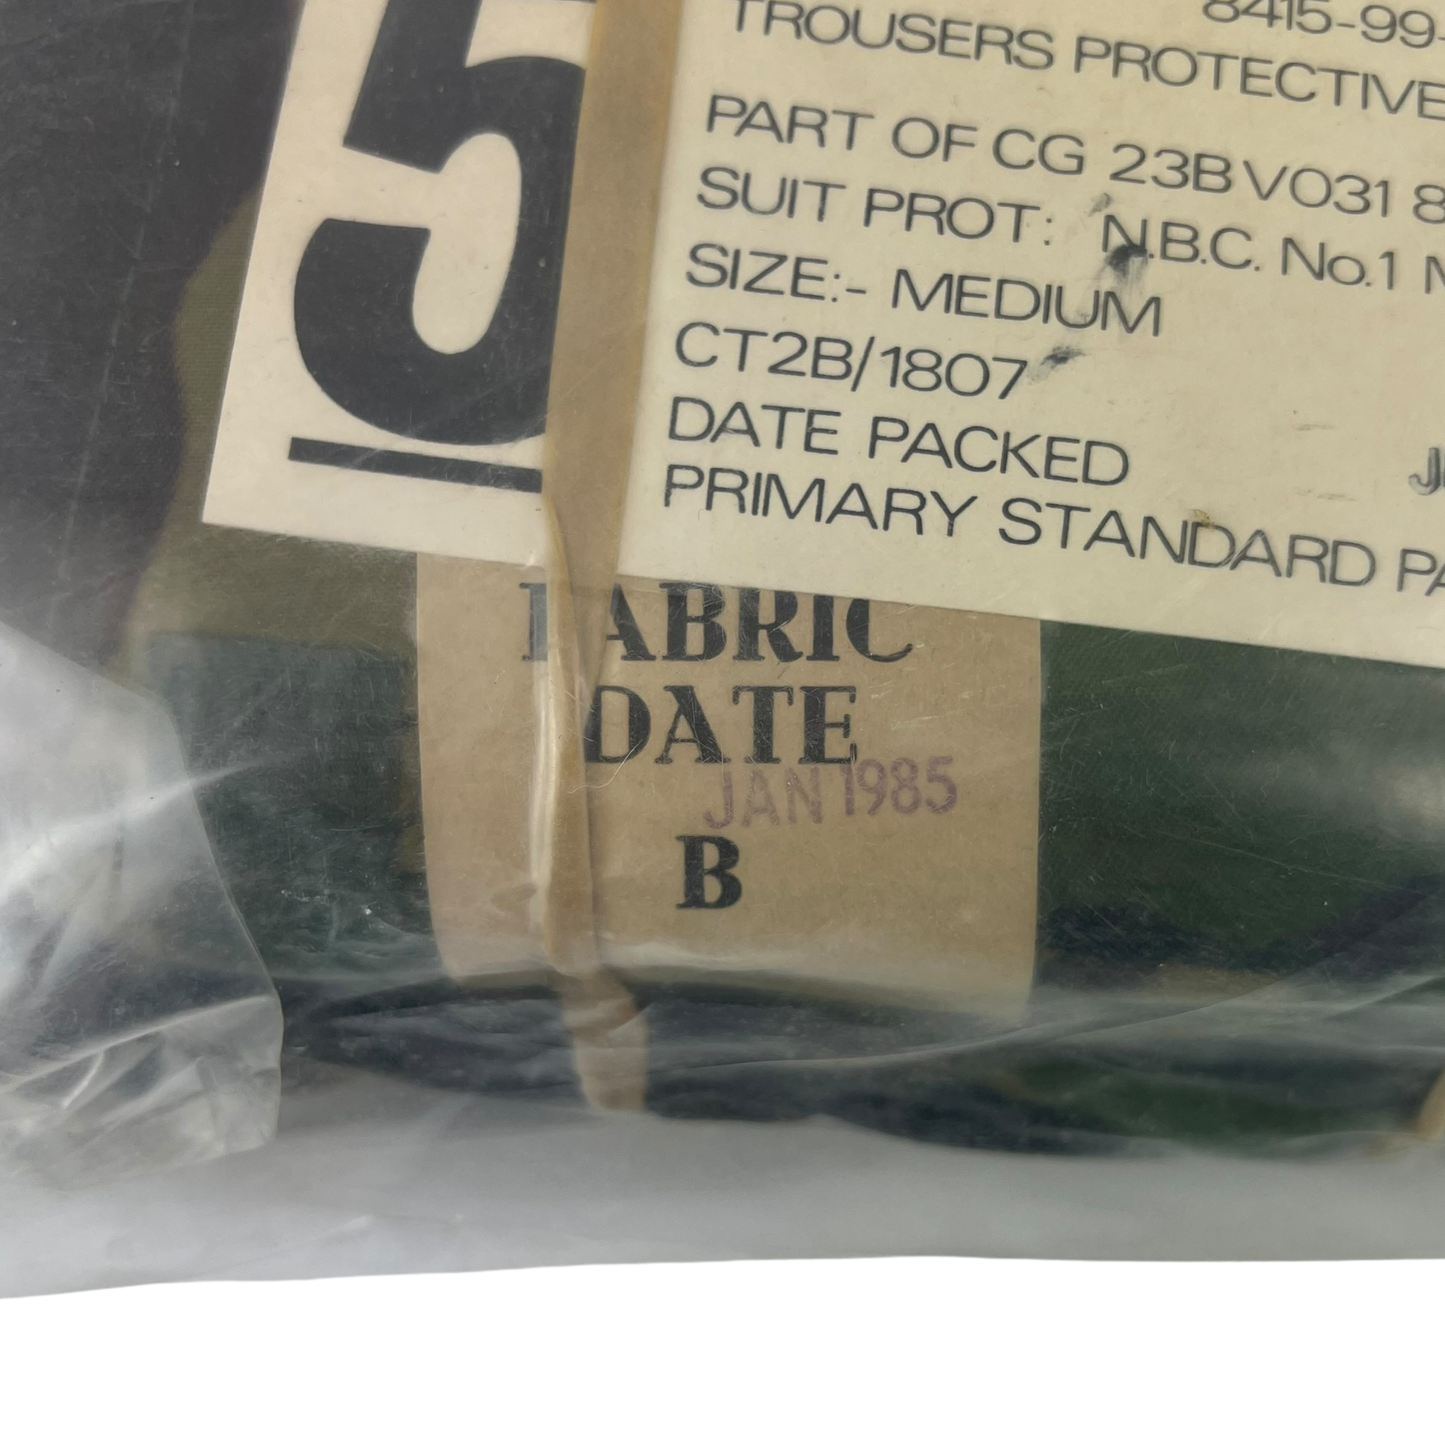 5
8415-99-
TROUSERS PROTECTIVE
PART OF CG 23B V031 8
SUIT PROT: N.B.C. No.1 M
SIZE:- MEDIUM
CT2B/1807
DATE PACKED
PRIMARY STANDARD PA
FABRIC
DATE
JAN 1985
B